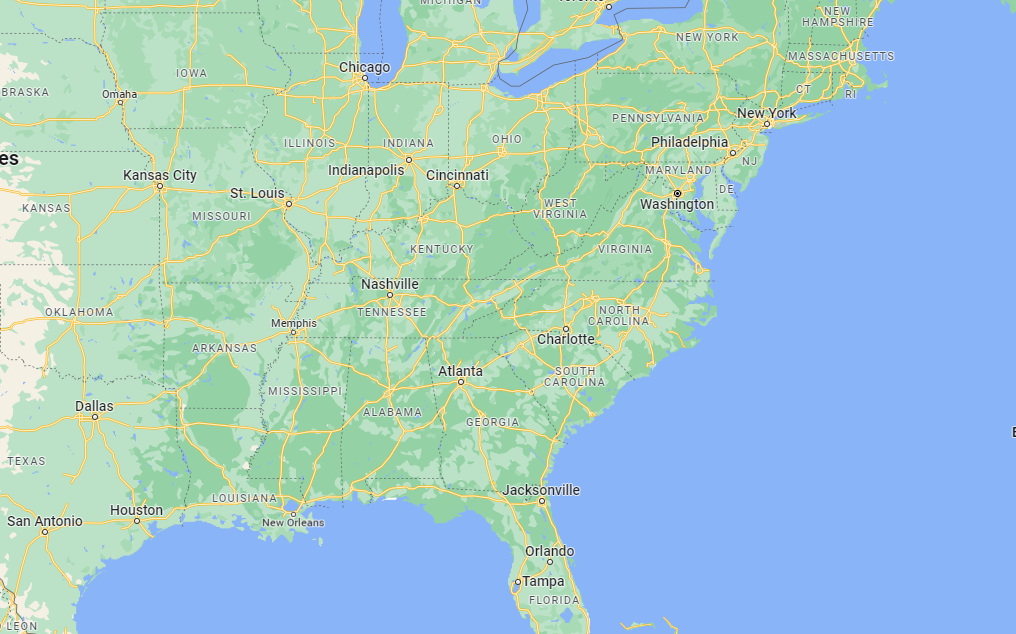 MICHIGAN
Toronto
NEW
HAMPSHIRE
NEW YORK
MASSACHUSETTS
Chicago
IOWA
CT
RI
BRASKA
Omaha
PENNSYLVANIA
New York
ILLINOIS
INDIANA
OHIO
Philadelphia
es
Indianapolis
Cincinnati
MARYLAND
NJ
Kansas City
St. Louis
DE
KANSAS
MISSOURI
WEST
VIRGINIA
Washington
KENTUCKY
VIRGINIA
Nashville
OKLAHOMA
TENNESSEE
NORTH
CAROLINA
Memphis
Charlotte
ARKANSAS
Atlanta
SOUTH
CAROLINA
MISSISSIPPI
Dallas
ALABAMA
GEORGIA
TEXAS
LOUISIANA
Jacksonville
Houston
San Antonio
New Orleans
Orlando
Tampa
FLORIDA
LEON